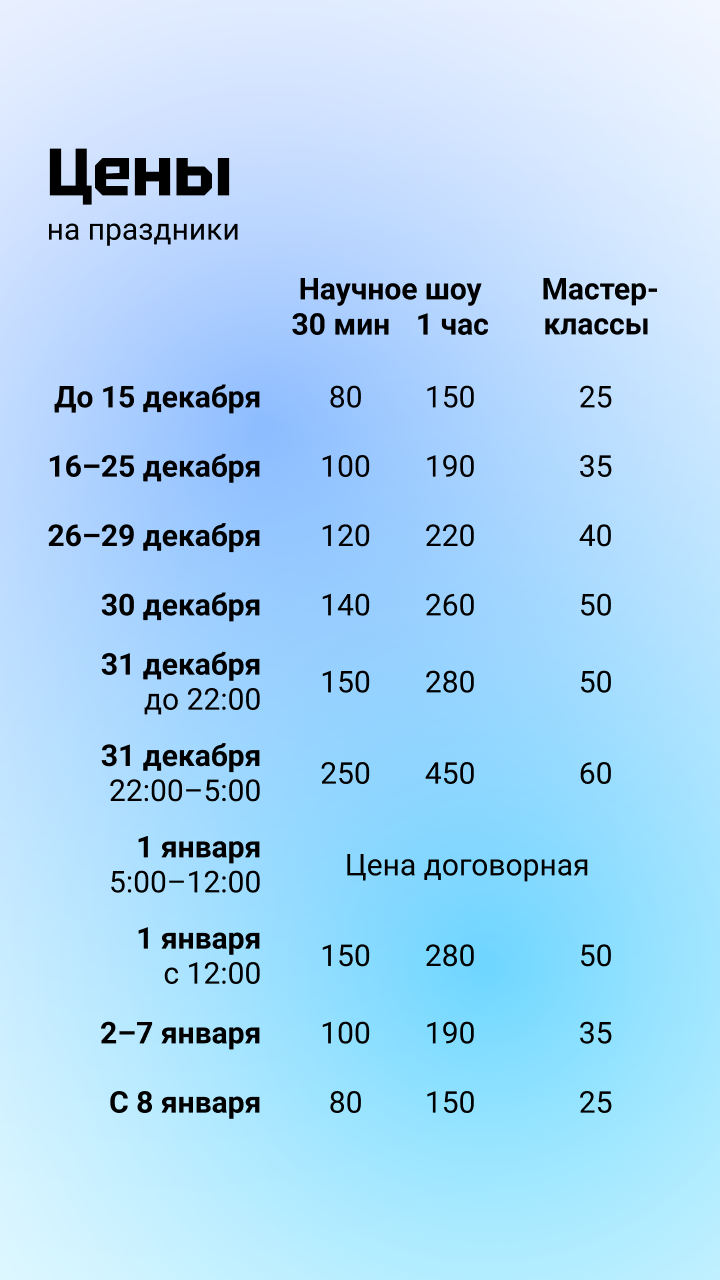 Цены
на праздники
Научное шоу Мастер-
30 мин 1 час классы
До 15 декабря 80 150 25
16–25 декабря 100 190 35
26–29 декабря 120 220 40
30 декабря 140 260 50
31 декабря
до 22:00 150 280 50
31 декабря
22:00–5:00 250 450 60
1 января
5:00–12:00 Цена договорная
1 января
с 12:00 150 280 50
2–7 января 100 190 35
С 8 января 80 150 25